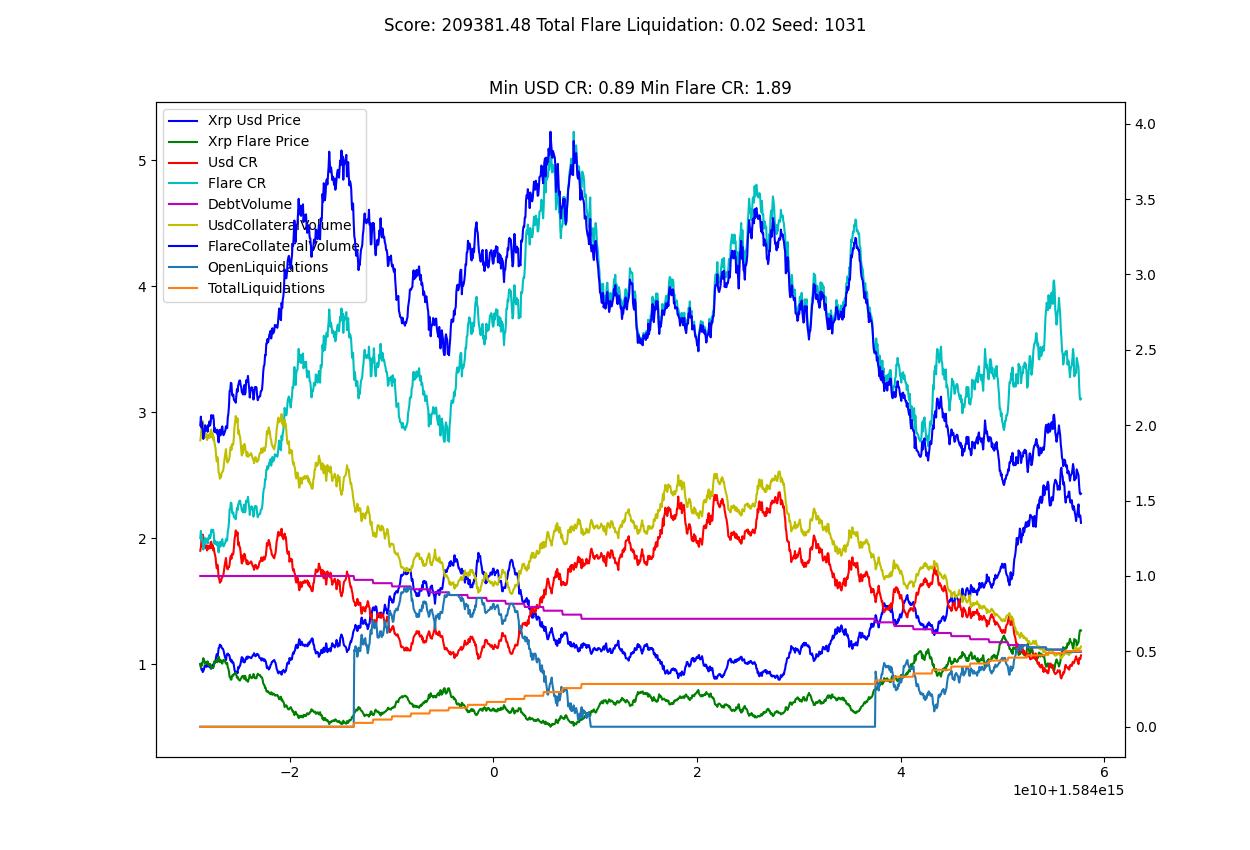 Score: 209381.48 Total Flare Liquidation: 0.02 Seed: 1031
Min USD CR: 0.89 Min Flare CR: 1.89
Xrp Usd Price
Xrp Flare Price
Usd CR
Flare CR
DebtVolume
UsdCollateralVolume
FlareCollateralVolume
OpenLiquidations
TotalLiquidations
5
4
3
2
1
4.0
3.5
3.0
2.5
2.0
1.5
1.0
0.5
0.0
−2 0 2 4 6
1e10+1.584e15